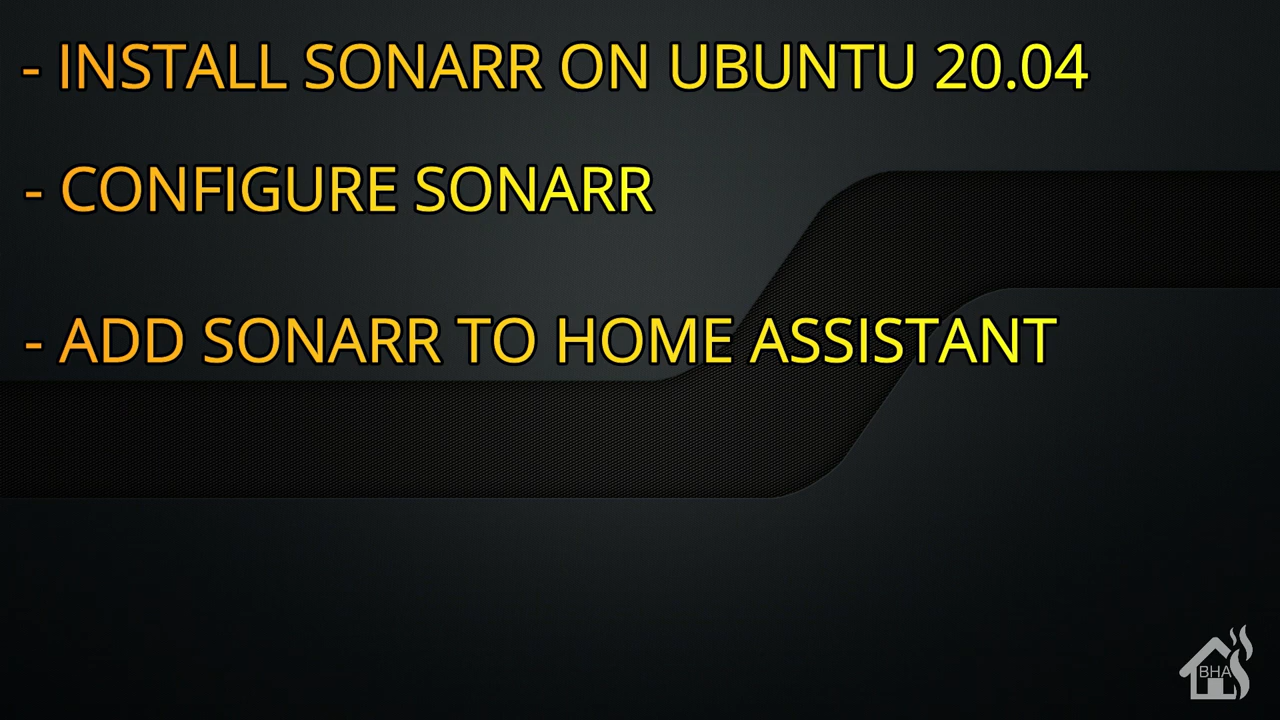 - INSTALL SONARR ON UBUNTU 20.04
- CONFIGURE SONARR
- ADD SONARR TO HOME ASSISTANT
BHA